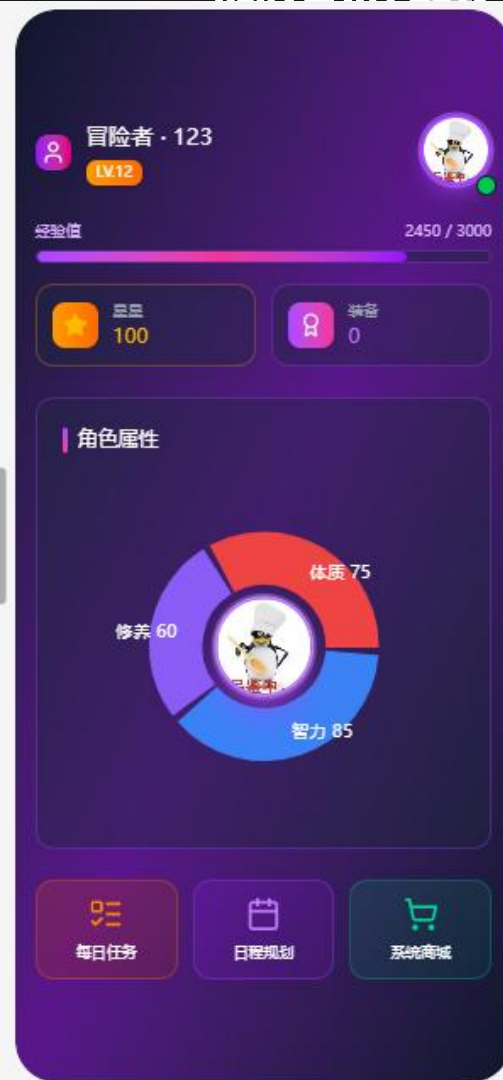 冒险者 · 123
LV.12
经验值 2450 / 3000
星星
100
装备
0
角色属性
体质 75
修养 60
智力 85
每日任务
日程规划
系统商城